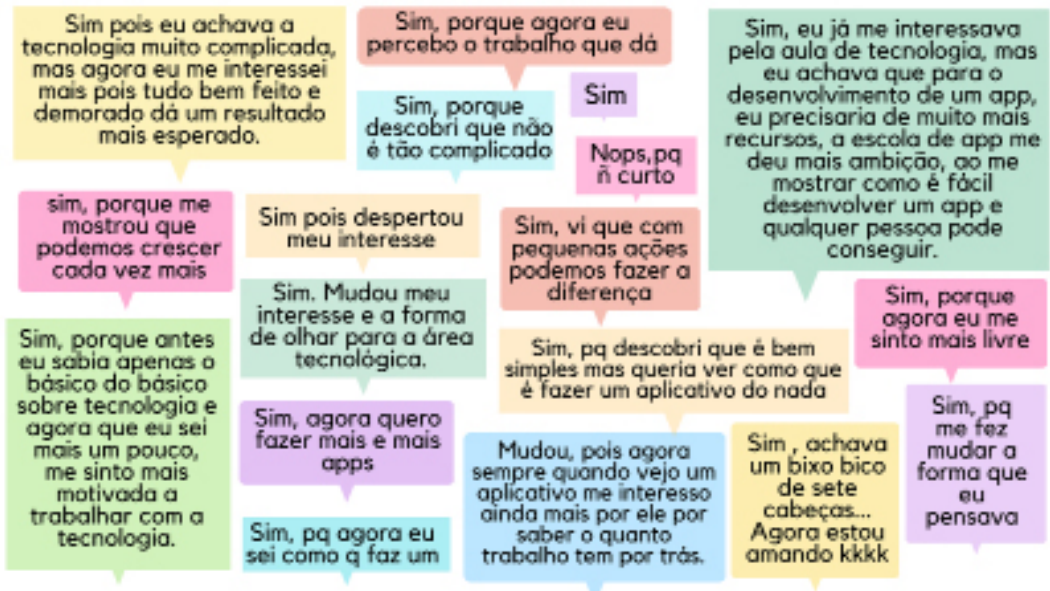 Sim pois eu achava a
tecnologia muito complicada,
mas agora eu me interessei
mais pois tudo bem feito e
demorado dá um resultado
mais esperado.
Sim, porque agora eu
percebo o trabalho que dá
Sim, porque
descobri que não
é tão complicado
Sim
Nops,pq
ñ curto
Sim, eu já me interessava
pela aula de tecnologia, mas
eu achava que para o
desenvolvimento de um app,
eu precisaria de muito mais
recursos, a escola de app me
deu mais ambição, ao me
mostrar como é fácil
desenvolver um app e
qualquer pessoa pode
conseguir.
sim, porque me
mostrou que
podemos crescer
cada vez mais
Sim pois despertou
meu interesse
Sim, vi que com
pequenas ações
podemos fazer a
diferença
Sim. Mudou meu
interesse e a forma
de olhar para a área
tecnológica.
Sim, porque
agora eu me
sinto mais livre
Sim, porque antes
eu sabia apenas o
básico do básico
sobre tecnologia e
agora que eu sei
mais um pouco,
me sinto mais
motivada a
trabalhar com a
tecnologia.
Sim, pq descobri que é bem
simples mas queria ver como que
é fazer um aplicativo do nada
Sim, agora quero
fazer mais e mais
apps
Sim, pq
me fez
mudar a
forma que
eu
pensava
Mudou, pois agora
sempre quando vejo um
aplicativo me interesso
ainda mais por ele por
saber o quanto
trabalho tem por trás.
Sim , achava
um bixo bico
de sete
cabeças...
Agora estou
amando kkkk
Sim, pq agora eu
sei como q faz um